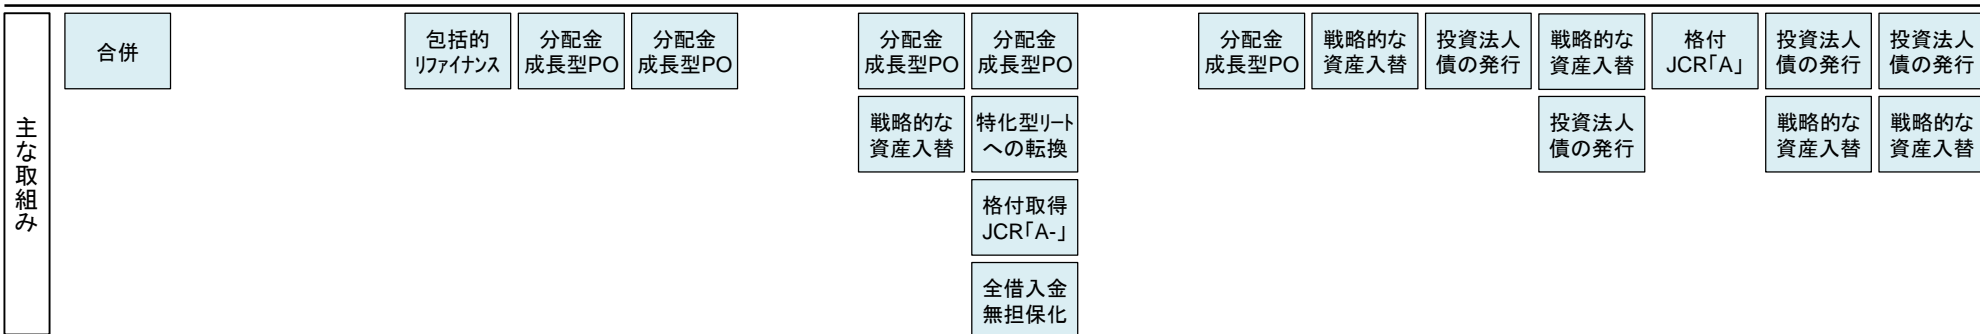 主な取組み
合併
包括的
リファイナンス
分配金
成長型PO
分配金
成長型PO
分配金
成長型PO
分配金
成長型PO
分配金
成長型PO
戦略的な
資産入替
投資法人
債の発行
戦略的な
資産入替
格付
JCR「A」
投資法人
債の発行
投資法人
債の発行
戦略的な
資産入替
特化型リート
への転換
投資法人
債の発行
戦略的な
資産入替
戦略的な
資産入替
格付取得
JCR「A-」
全借入金
無担保化